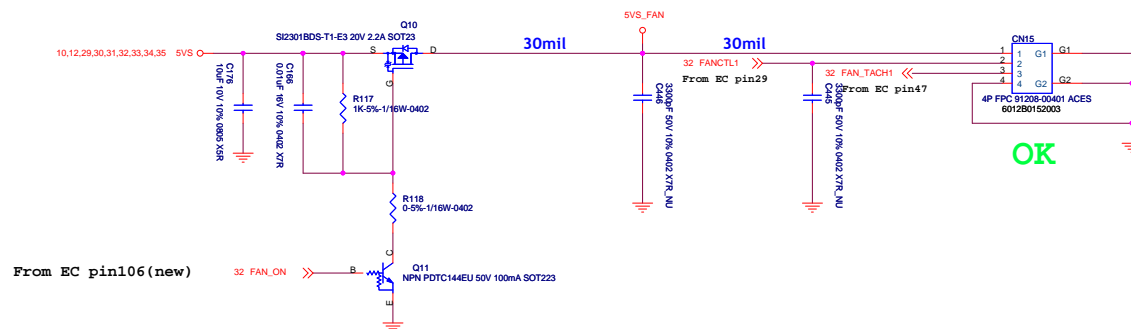 5VS_FAN
Q10
SI2301BDS-T1-E3 20V 2.2A SOT23
10,12,29,30,31,32,33,34,35 5VS
S
D
G
30mil
30mil
CN15
1
2
3
4
1
2
3
4
G1
G2
G1
G2
4P FPC 91208-00401 ACES
6012B0152003
OK
32 FANCTL1
From EC pin29
32 FAN_TACH1
From EC pin47
C176
10uF 10V 10% 0805 X5R
C166
0.01uF 16V 10% 0402 X7R
R117
1K-5%-1/16W-0402
C446
3300pF 50V 10% 0402 X7R_NU
C445
3300pF 50V 10% 0402 X7R_NU
R118
0-5%-1/16W-0402
From EC pin106(new)
32 FAN_ON
B
C
E
Q11
NPN PDTC144EU 50V 100mA SOT223